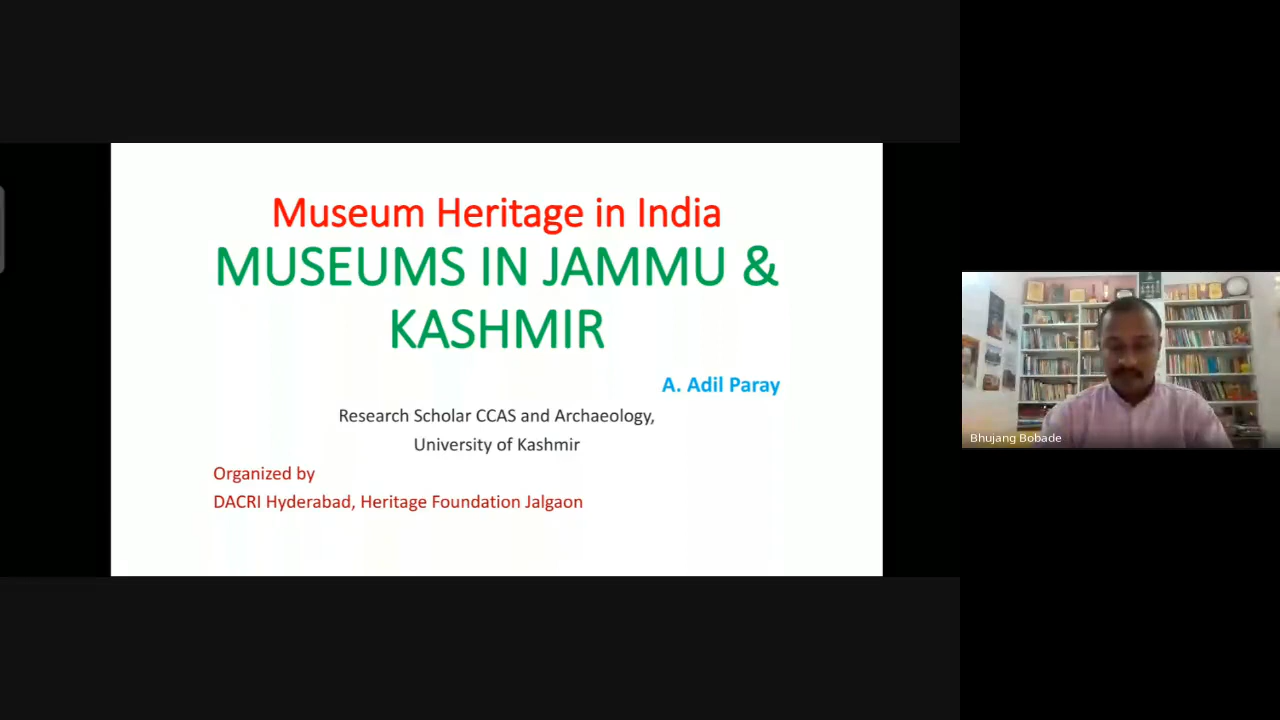 Museum Heritage in India
MUSEUMS IN JAMMU &
KASHMIR
A. Adil Paray
Research Scholar CCAS and Archaeology,
University of Kashmir
Organized by
DACRI Hyderabad, Heritage Foundation Jalgaon
Bhujang Bobade